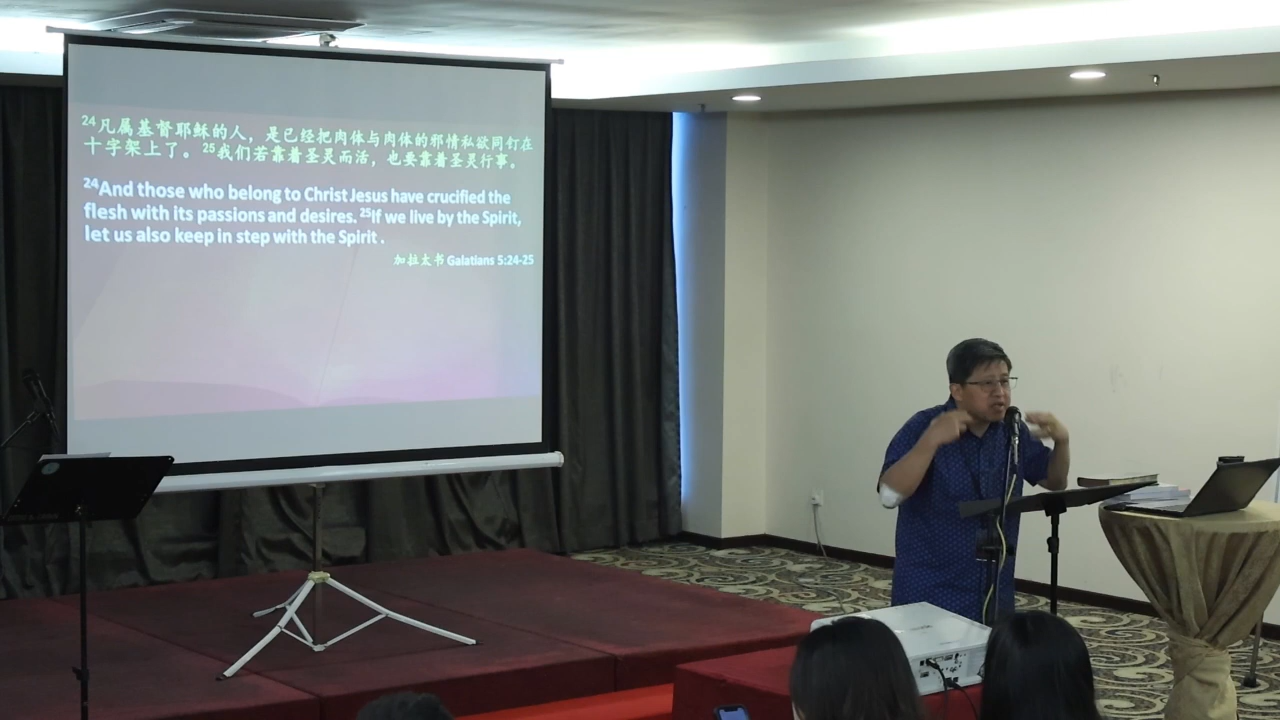 24凡属基督耶稣的人，是已经把肉体与肉体的邪情私欲同钉在
十字架上了。25我们若靠着圣灵而活，也要靠着圣灵行事。
24And those who belong to Christ Jesus have crucified the
flesh with its passions and desires. 25If we live by the Spirit,
let us also keep in step with the Spirit .
加拉太书 Galatians 5:24-25